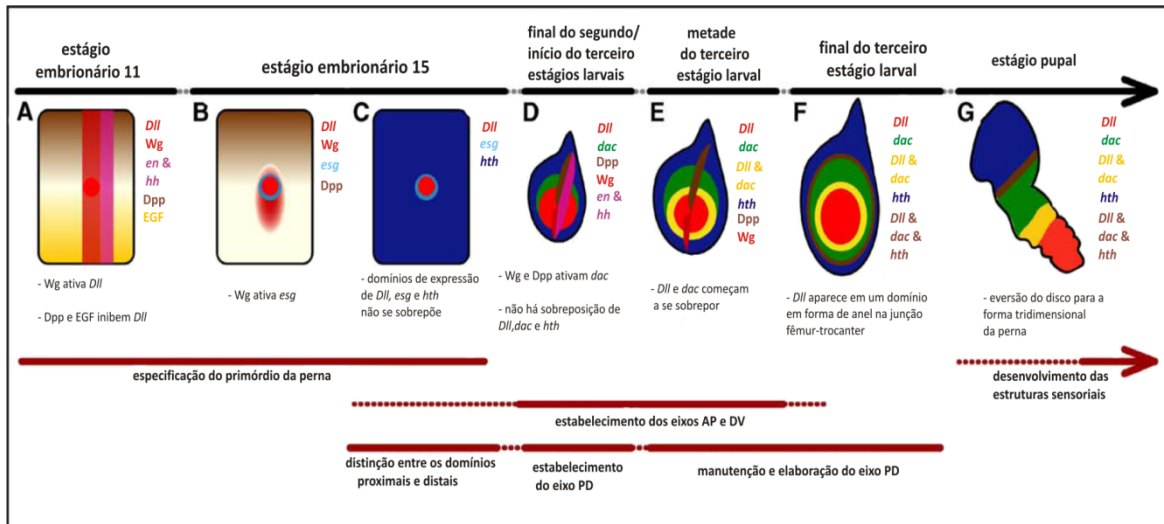 estágio
embrionário 11
estágio embrionário 15
final do segundo/
início do terceiro
estágios larvais
metade
do terceiro
estágio larval
final do terceiro
estágio larval
estágio pupal
A
Dll
Wg
en &
hh
Dpp
EGF
- Wg ativa Dll
- Dpp e EGF inibem Dll
B
Dll
Wg
esg
Dpp
- Wg ativa esg
C
Dll
esg
hth
- domínios de expressão
de Dll, esg e hth
não se sobrepõe
D
Dll
dac
Dpp
Wg
en &
hh
- Wg e Dpp ativam dac
- não há sobreposição de
Dll,dac e hth
E
Dll
dac
Dll &
dac
hth
Dpp
Wg
- Dll e dac começam
a se sobrepor
F
Dll
dac
Dll &
dac
hth
Dll &
dac &
hth
- Dll aparece em um domínio
em forma de anel na junção
fêmur-trocanter
G
Dll
dac
Dll &
dac
hth
Dll &
dac &
hth
- eversão do disco para a
forma tridimensional
da perna
especificação do primórdio da perna
desenvolvimento das
estruturas sensoriais
estabelecimento dos eixos AP e DV
distinção entre os domínios
proximais e distais
estabelecimento
do eixo PD
manutenção e elaboração do eixo PD